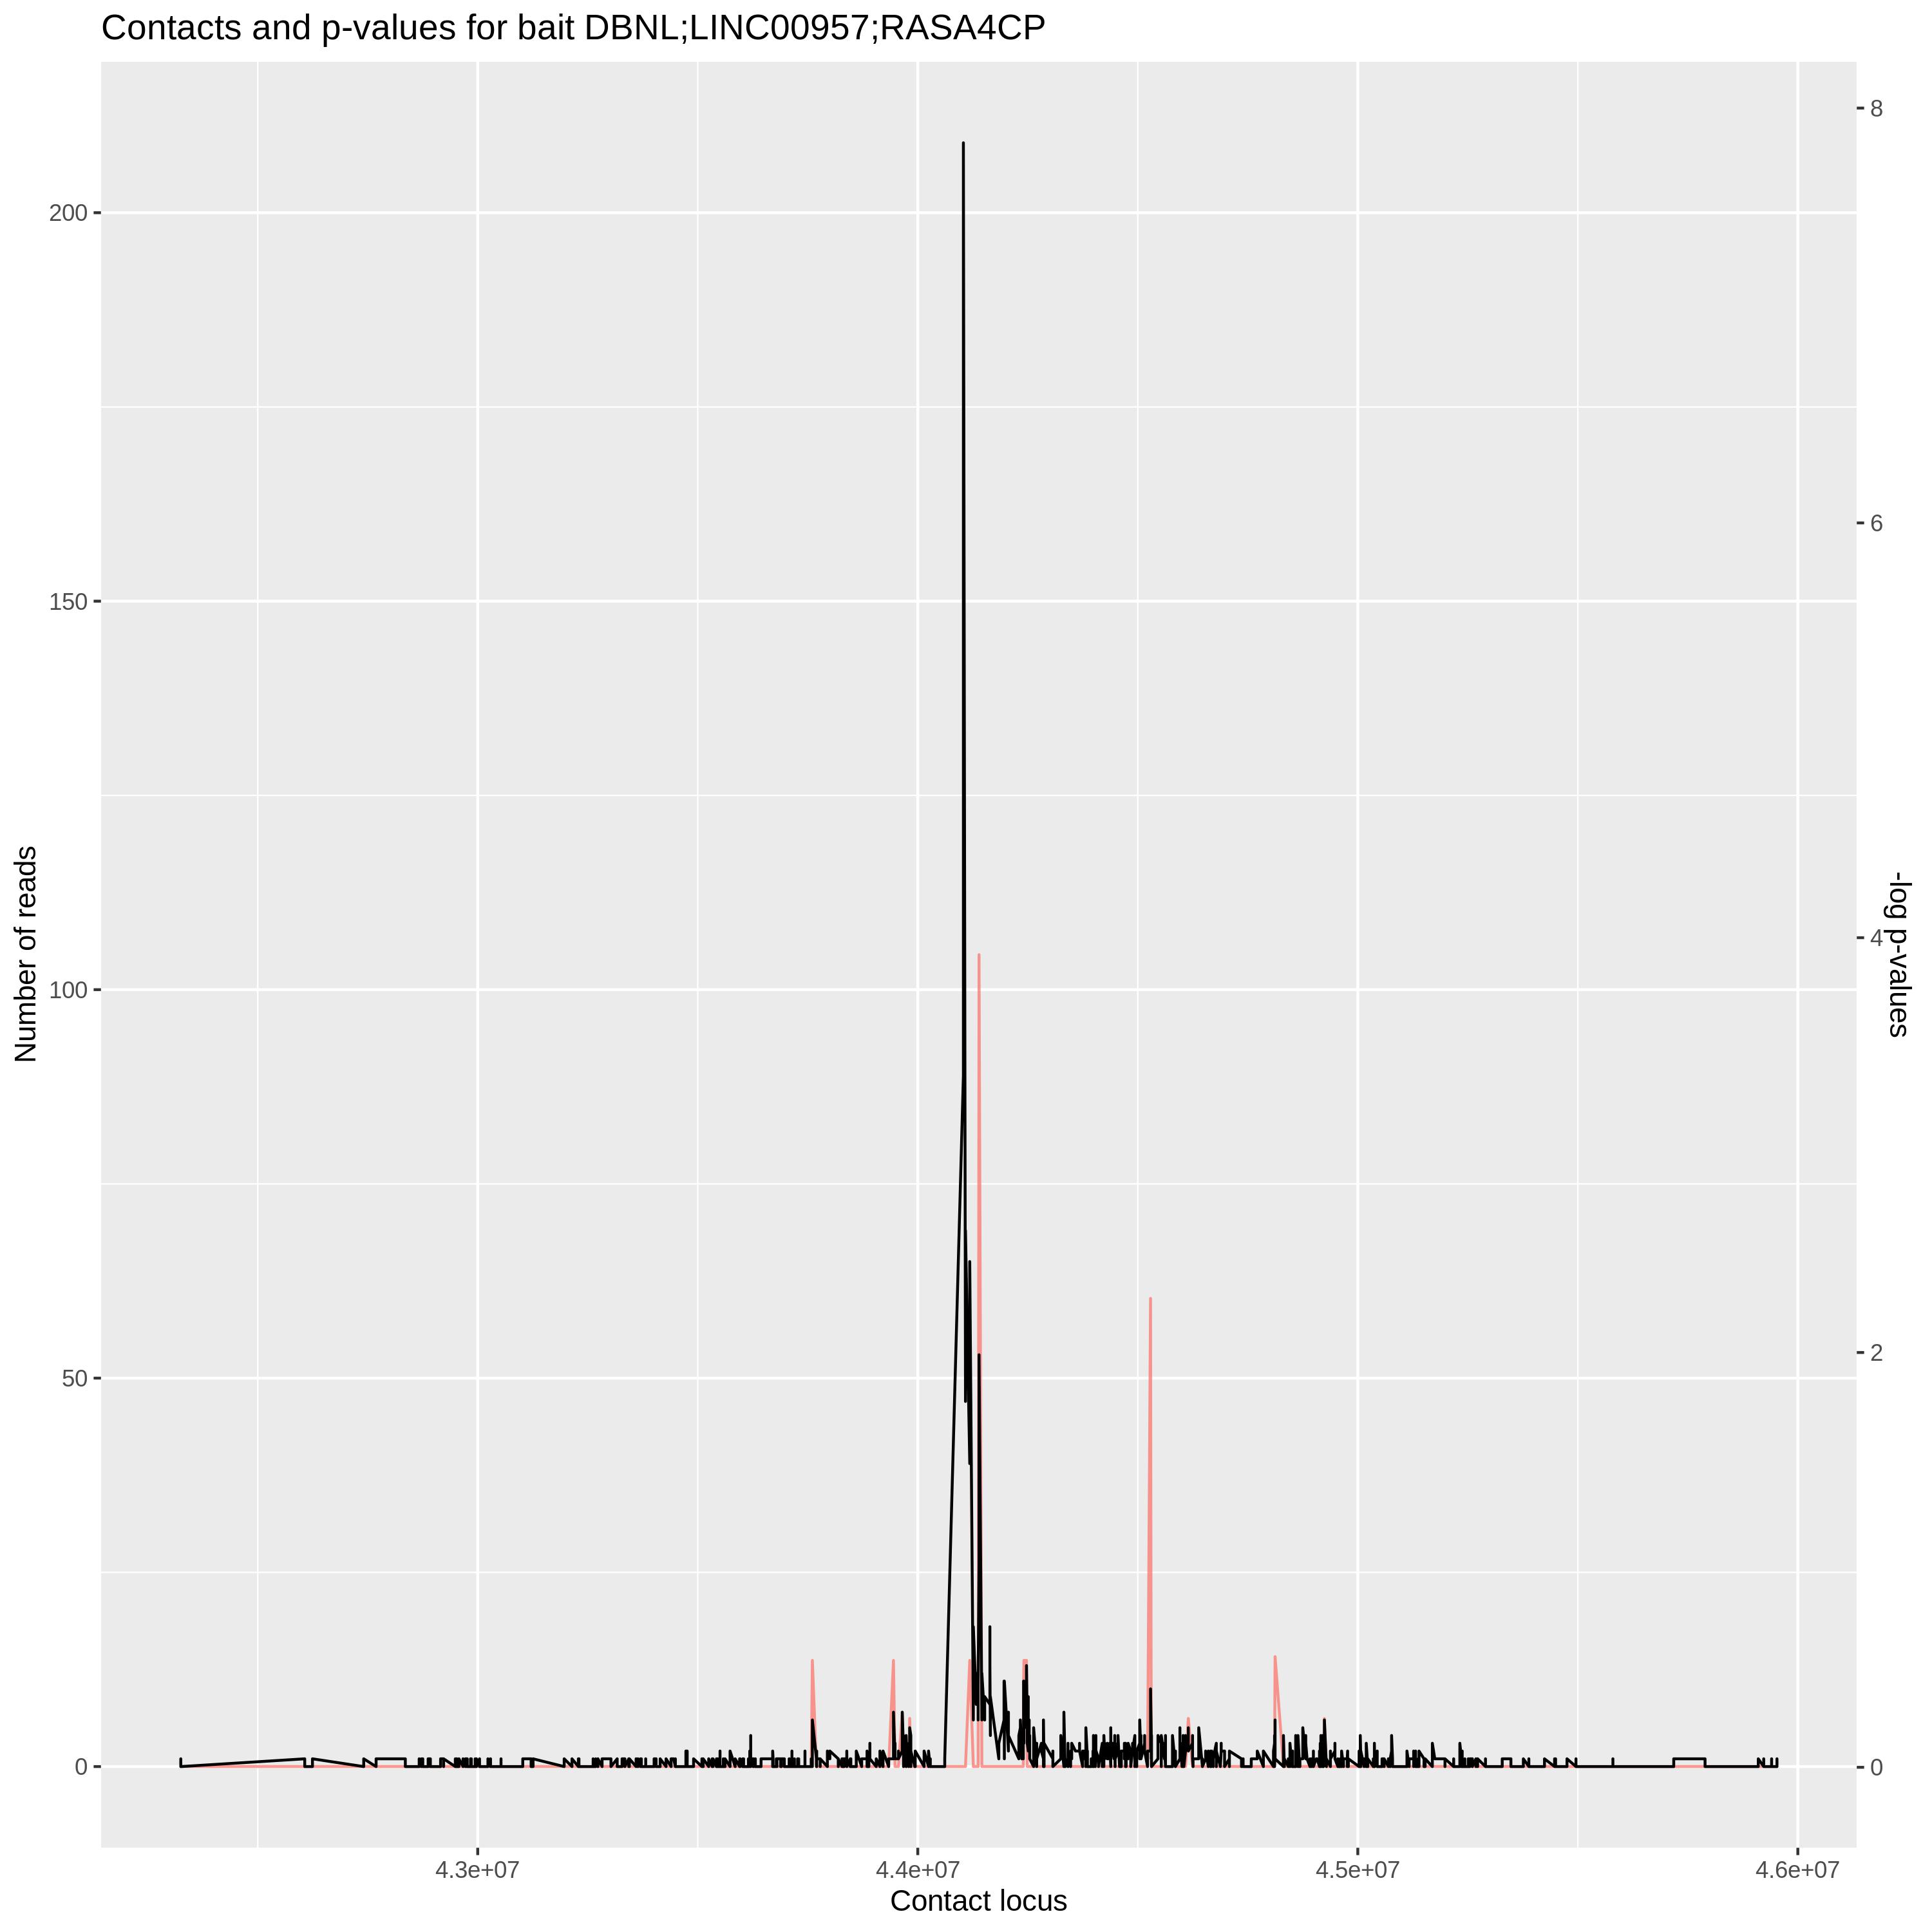 Contacts and p-values for bait DBNL;LINC00957;RASA4CP
8
200
6
150
Number of reads
-log p-values
4
100
2
50
0
0
4.3e+07
4.4e+07
4.5e+07
4.6e+07
Contact locus